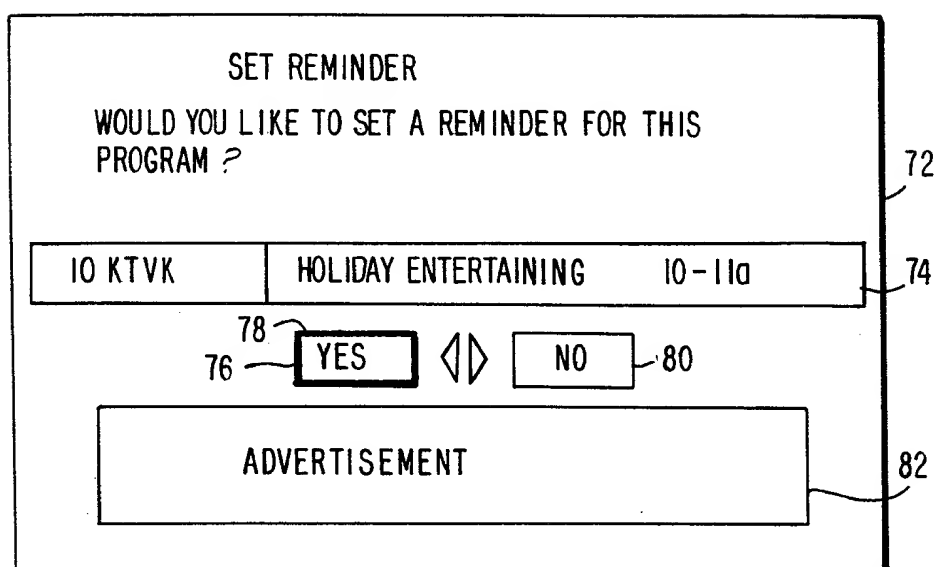 SET REMINDER
WOULD YOU LIKE TO SET A REMINDER FOR THIS
PROGRAM ?
72
10 KTVK HOLIDAY ENTERTAINING 10-11a
74
78
76 YES NO 80
ADVERTISEMENT
82